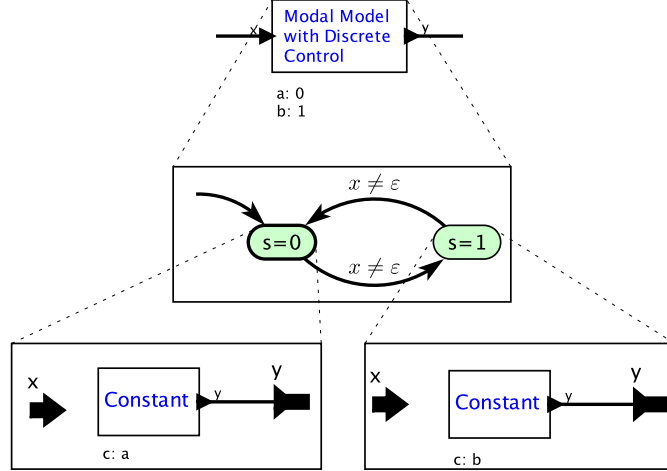 Modal Model
with Discrete
Control
x
y
a: 0
b: 1
x ≠ ε
s=0
s=1
x ≠ ε
x
Constant
y
y
c: a
x
Constant
y
y
c: b